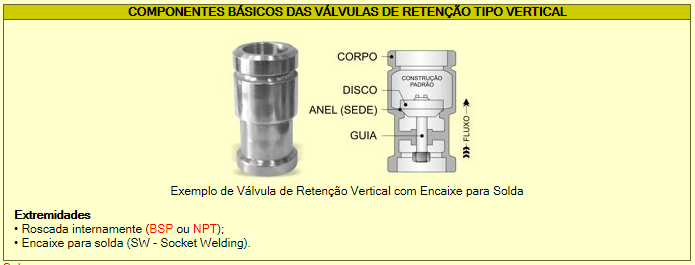 COMPONENTES BÁSICOS DAS VÁLVULAS DE RETENÇÃO TIPO VERTICAL
CORPO
CONSTRUÇÃO
PADRÃO
DISCO
ANEL (SEDE)
GUIA
FLUXO
Exemplo de Válvula de Retenção Vertical com Encaixe para Solda
Extremidades
• Roscada internamente (BSP ou NPT);
• Encaixe para solda (SW - Socket Welding).